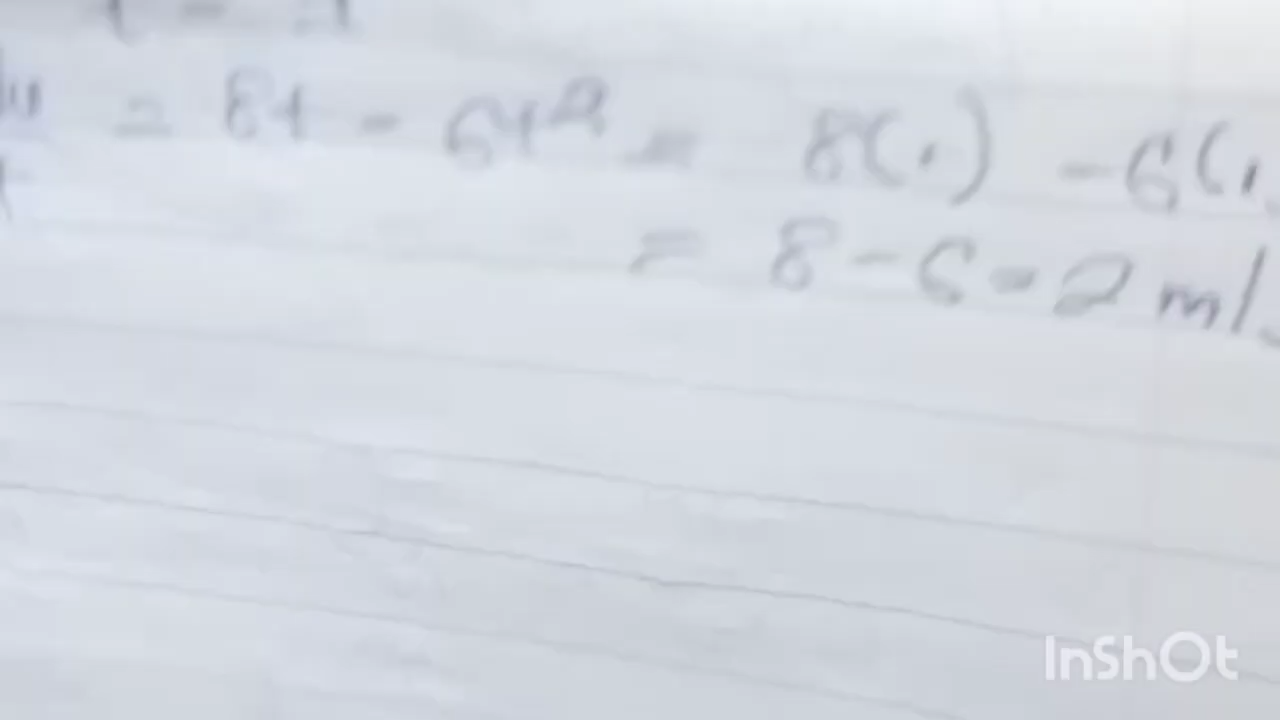 = 8t - 6t² = 8(1) - 6(1
= 8 - 6 = 2 m/s
InShOt